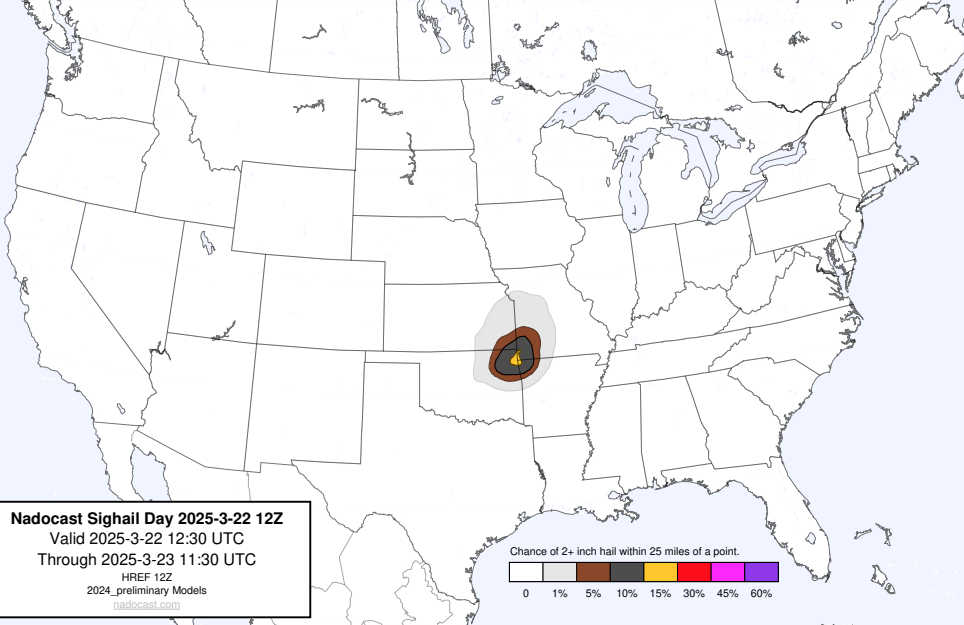 Nadocast Sighail Day 2025-3-22 12Z
Valid 2025-3-22 12:30 UTC
Through 2025-3-23 11:30 UTC
HREF 12Z
2024_preliminary Models
nadocast.com
Chance of 2+ inch hail within 25 miles of a point.
0 1% 5% 10% 15% 30% 45% 60%